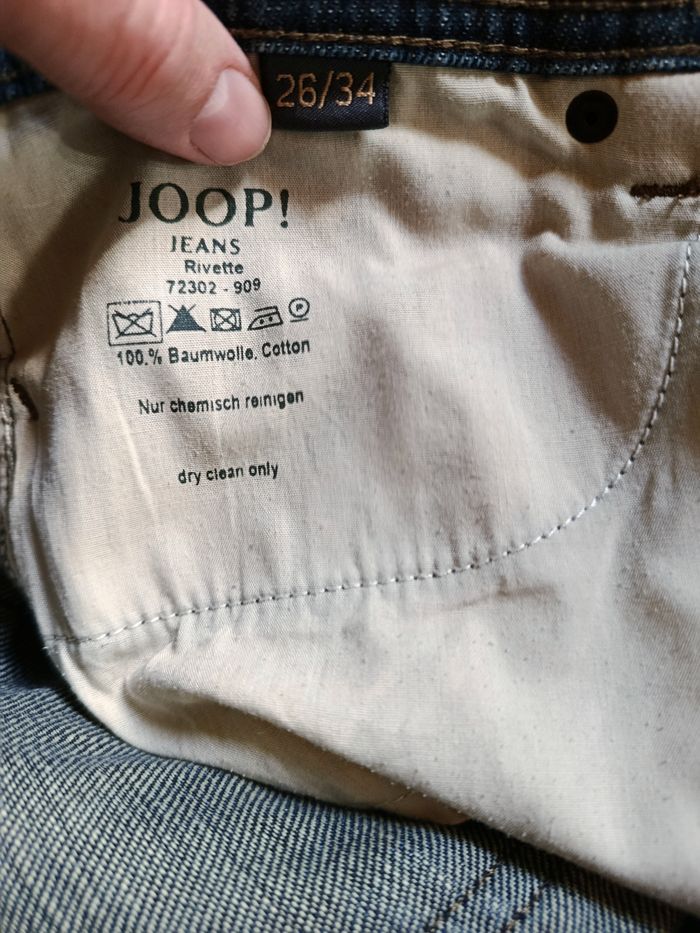 26/34
JOOP!
JEANS
Rivette
72302 - 909
P
100.% Baumwolle. Cotton
Nur chemisch reinigen
dry clean only